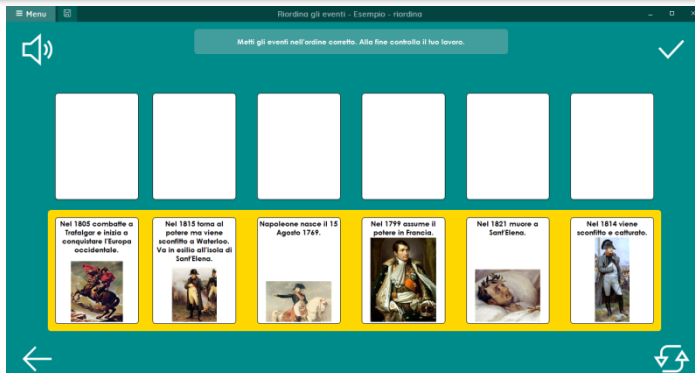 Menu
Riordina gli eventi - Esempio - riordina
Metti gli eventi nell'ordine corretto. Alla fine controlla il tuo lavoro.
Nel 1805 combatte a
Trafalgar e inizia a
conquistare l'Europa
occidentale.
Nel 1815 torna al
potere ma viene
sconfitto a Waterloo.
Va in esilio all'isola di
Sant'Elena.
Napoleone nasce il 15
Agosto 1769.
Nel 1799 assume il
potere in Francia.
Nel 1821 muore a
Sant'Elena.
Nel 1814 viene
sconfitto e catturato.